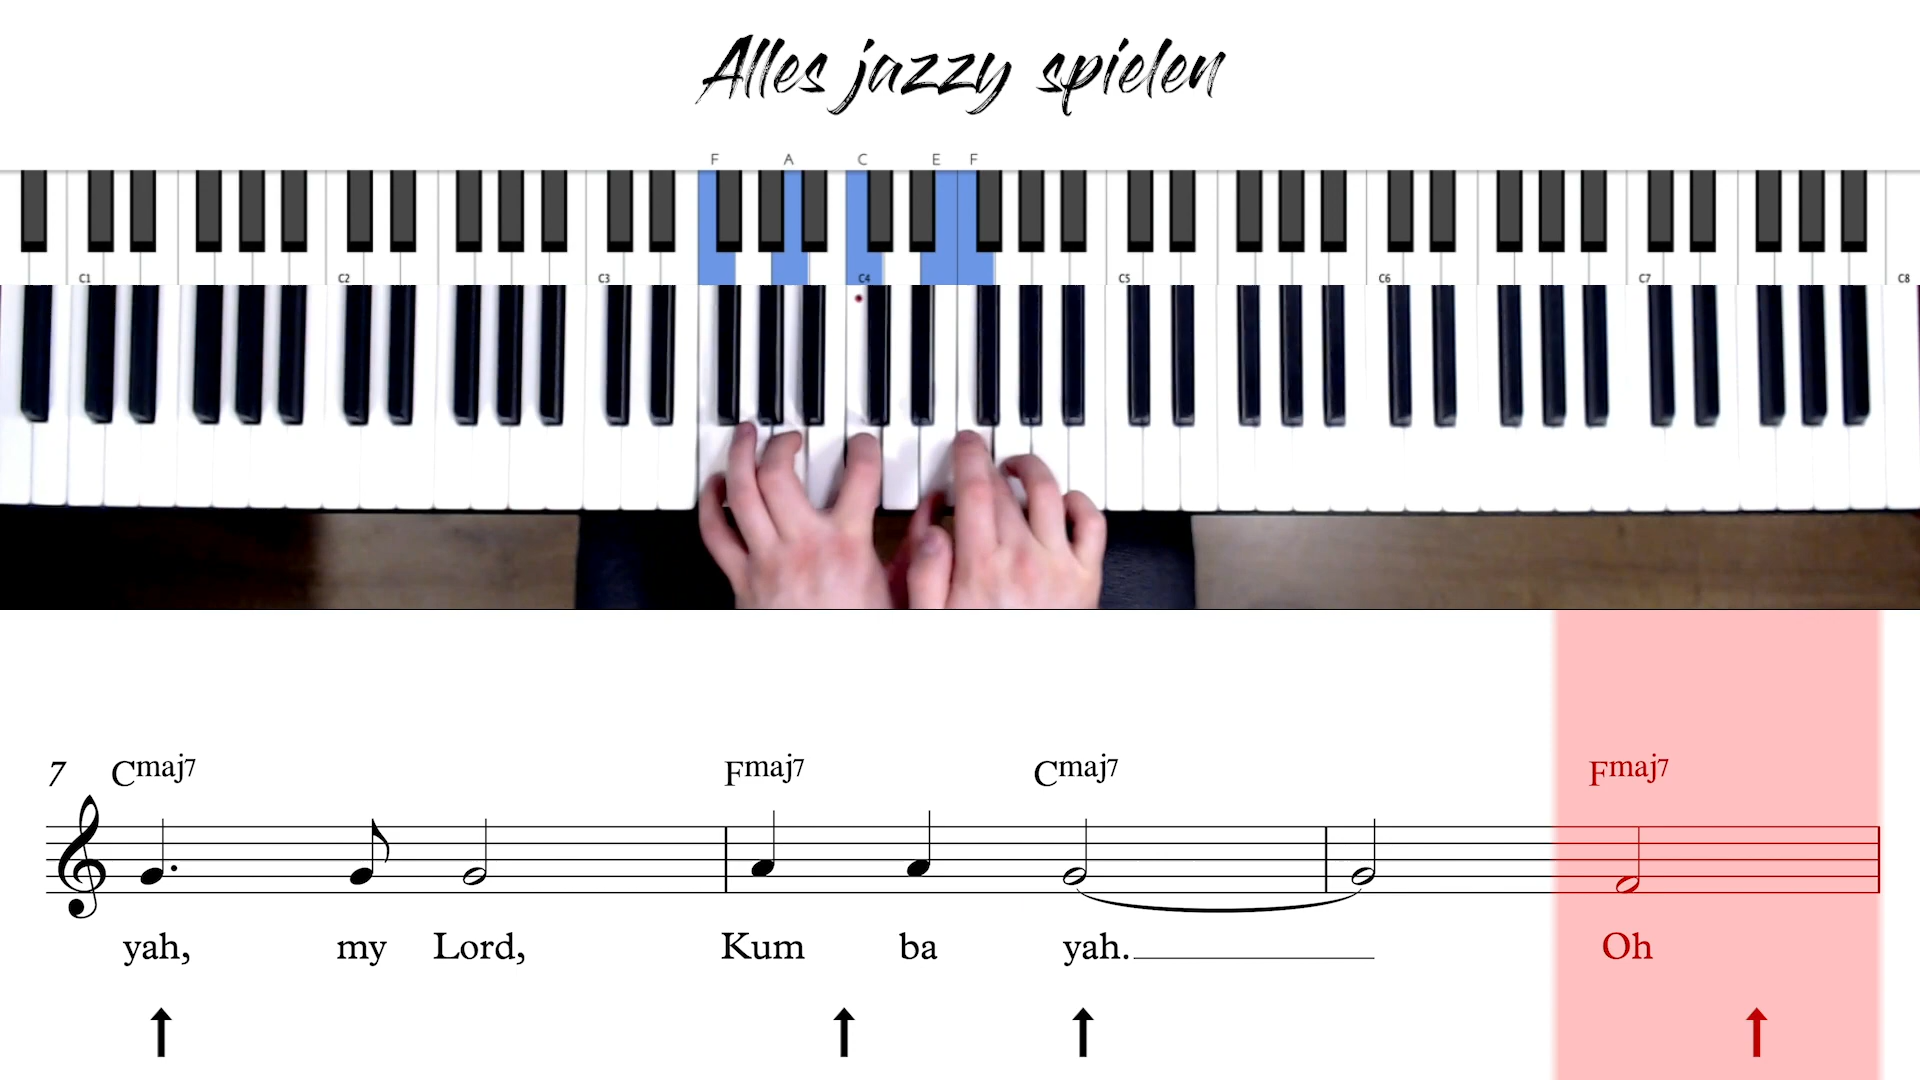 Alles jazzy spielen
F A C E F
C1 C2 C3 C4 C5 C6 C7 C8
7 Cmaj7 Fmaj7 Cmaj7 Fmaj7
yah, my Lord, Kum ba yah. Oh